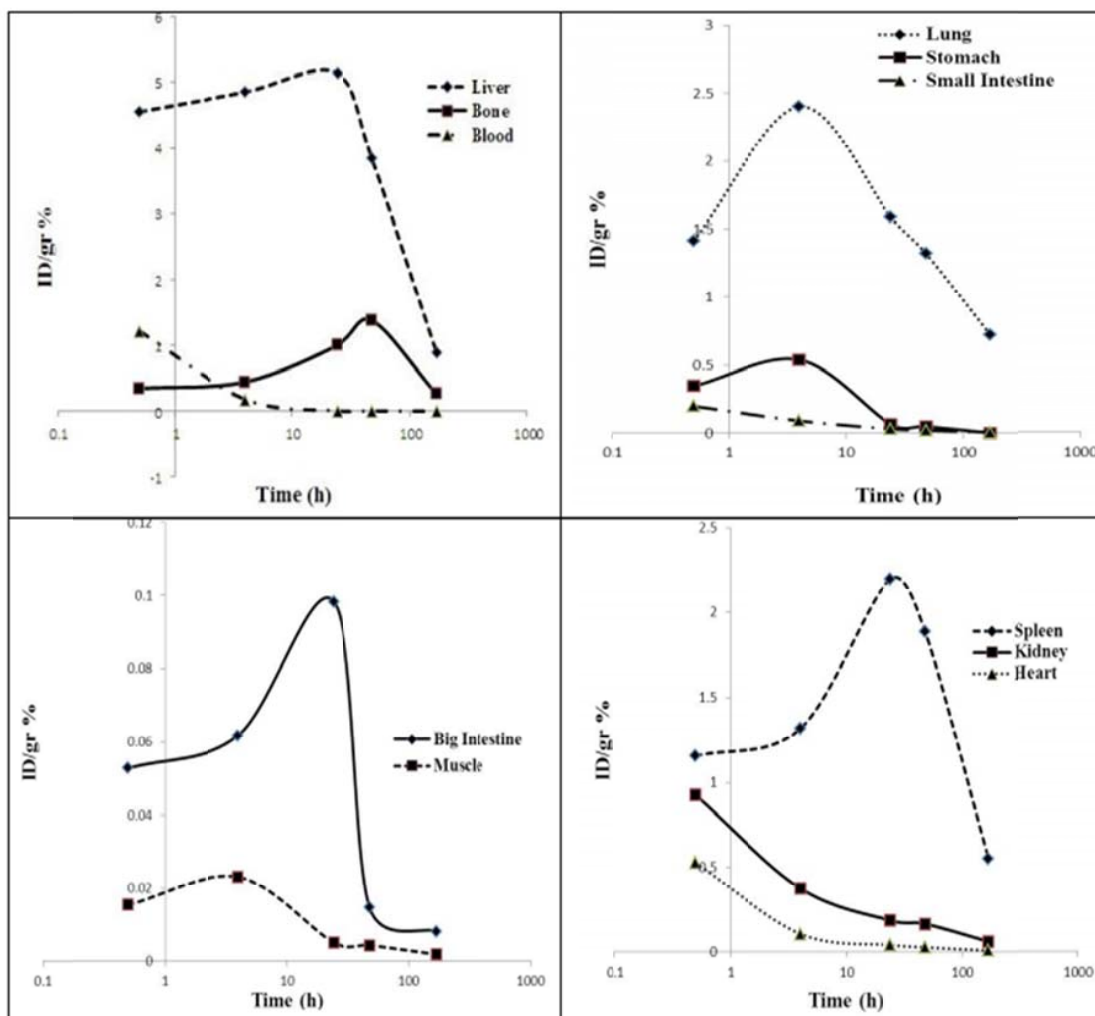 6
5
4
3
2
1
0
-1
0.1 1 10 100 1000
ID/gr %
Time (h)
Liver
Bone
Blood
3
2.5
2
1.5
1
0.5
0
0.1 1 10 100 1000
ID/gr %
Time (h)
Lung
Stomach
Small Intestine
0.12
0.1
0.08
0.06
0.04
0.02
0
0.1 1 10 100 1000
ID/gr %
Time (h)
Big Intestine
Muscle
2.5
2
1.5
1
0.5
0
0.1 1 10 100 1000
ID/gr %
Time (h)
Spleen
Kidney
Heart